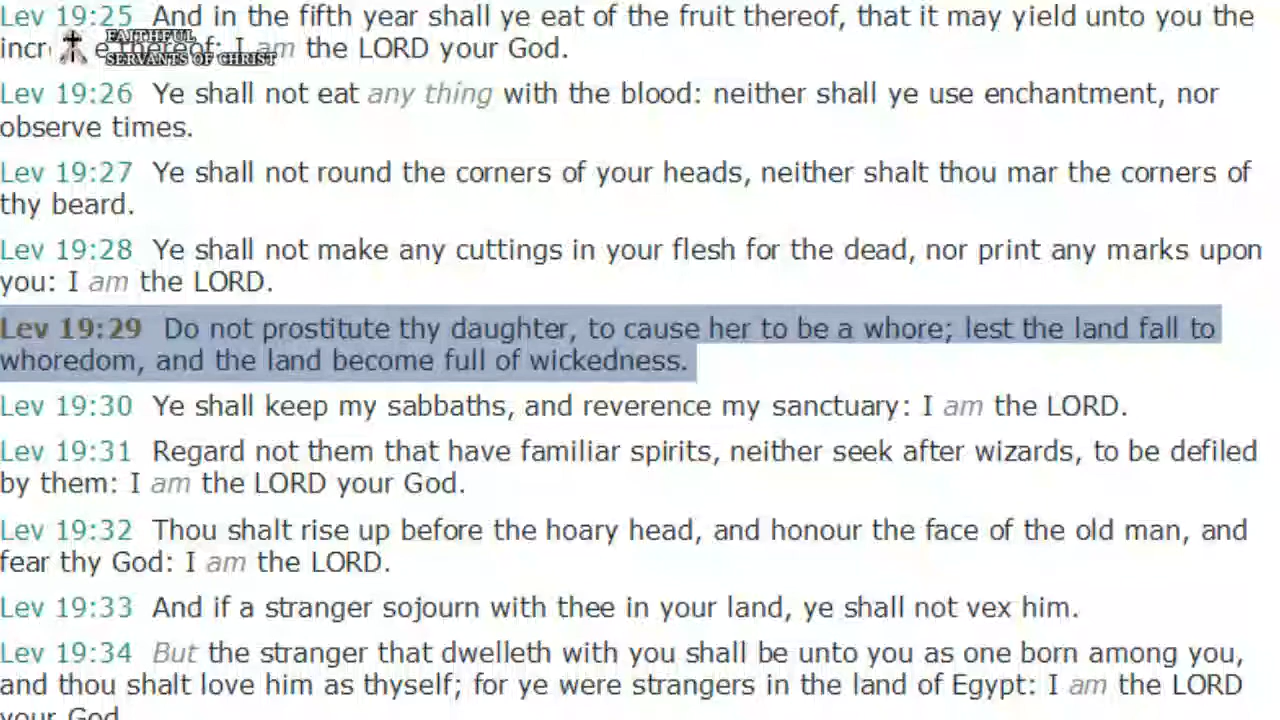 Lev 19:25 And in the fifth year shall ye eat of the fruit thereof, that it may yield unto you the
incr e thereof: I am the LORD your God.
FAITHFUL
SERVANTS OF CHRIST
Lev 19:26 Ye shall not eat any thing with the blood: neither shall ye use enchantment, nor
observe times.
Lev 19:27 Ye shall not round the corners of your heads, neither shalt thou mar the corners of
thy beard.
Lev 19:28 Ye shall not make any cuttings in your flesh for the dead, nor print any marks upon
you: I am the LORD.
Lev 19:29 Do not prostitute thy daughter, to cause her to be a whore; lest the land fall to
whoredom, and the land become full of wickedness.
Lev 19:30 Ye shall keep my sabbaths, and reverence my sanctuary: I am the LORD.
Lev 19:31 Regard not them that have familiar spirits, neither seek after wizards, to be defiled
by them: I am the LORD your God.
Lev 19:32 Thou shalt rise up before the hoary head, and honour the face of the old man, and
fear thy God: I am the LORD.
Lev 19:33 And if a stranger sojourn with thee in your land, ye shall not vex him.
Lev 19:34 But the stranger that dwelleth with you shall be unto you as one born among you,
and thou shalt love him as thyself; for ye were strangers in the land of Egypt: I am the LORD
your God